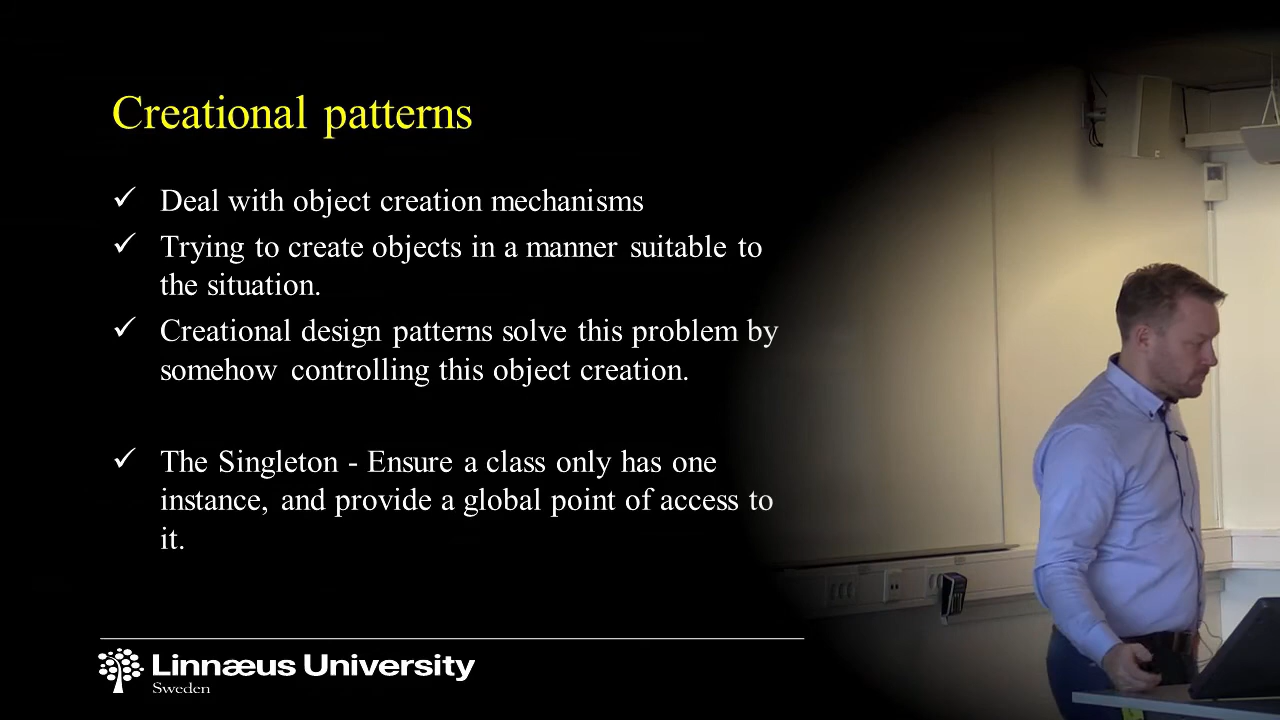 Creational patterns
✓ Deal with object creation mechanisms
✓ Trying to create objects in a manner suitable to
the situation.
✓ Creational design patterns solve this problem by
somehow controlling this object creation.
✓ The Singleton - Ensure a class only has one
instance, and provide a global point of access to
it.
Linnæus University
Sweden